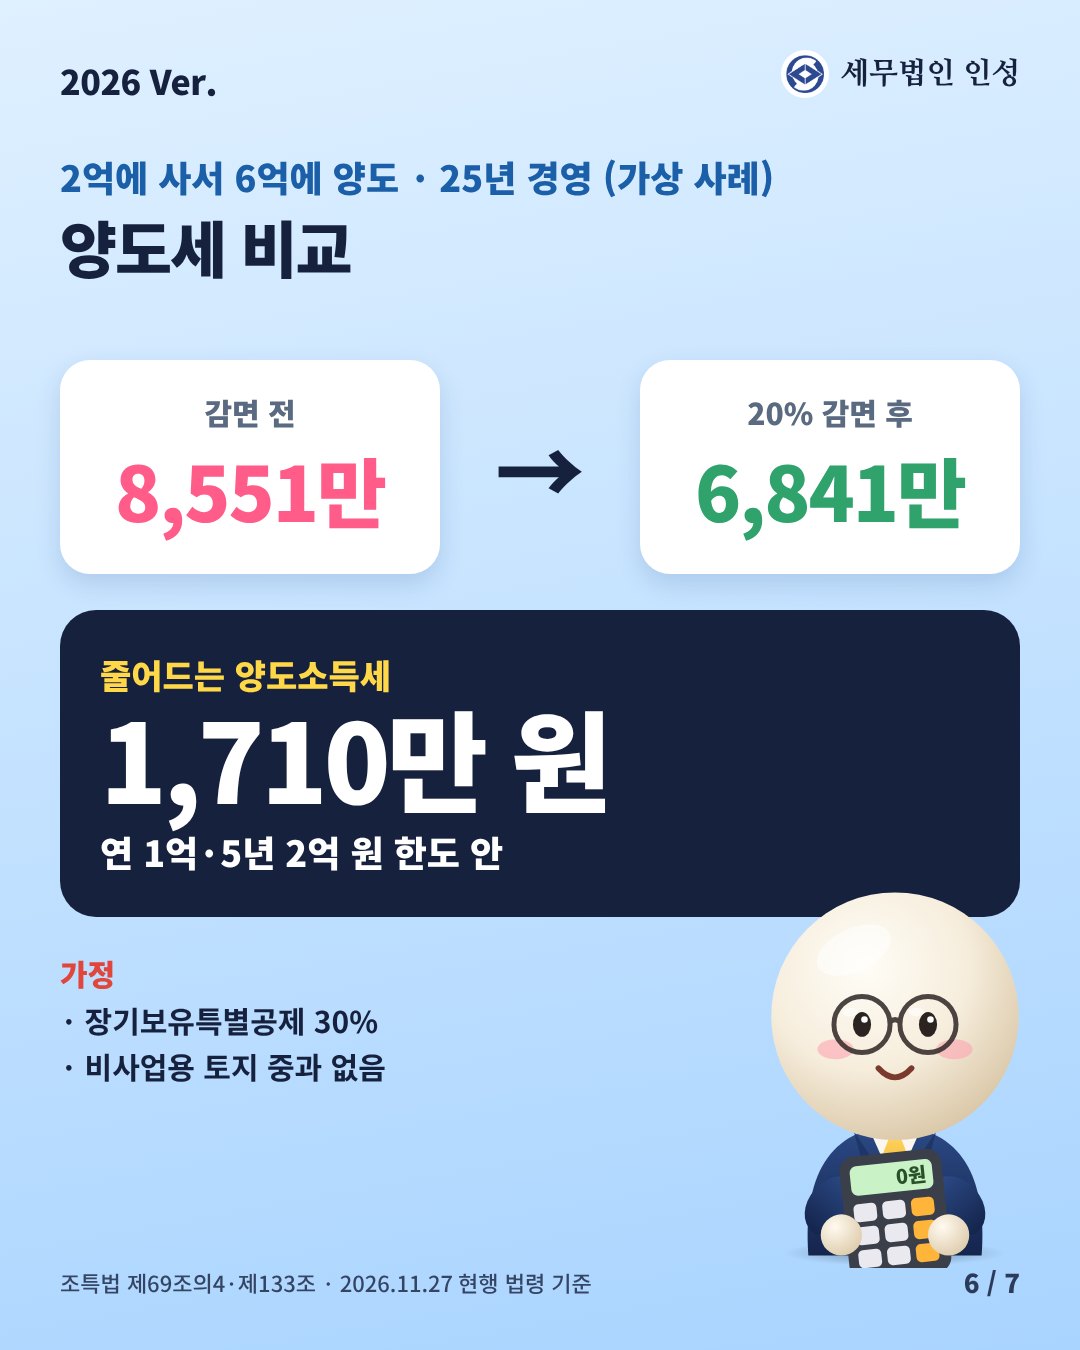 2026 Ver.
세무법인 인성
2억에 사서 6억에 양도 · 25년 경영 (가상 사례)
양도세 비교
감면 전
8,551만
→
20% 감면 후
6,841만
줄어드는 양도소득세
1,710만 원
연 1억·5년 2억 원 한도 안
가정
· 장기보유특별공제 30%
· 비사업용 토지 중과 없음
0원
조특법 제69조의4·제133조 · 2026.11.27 현행 법령 기준
6 / 7